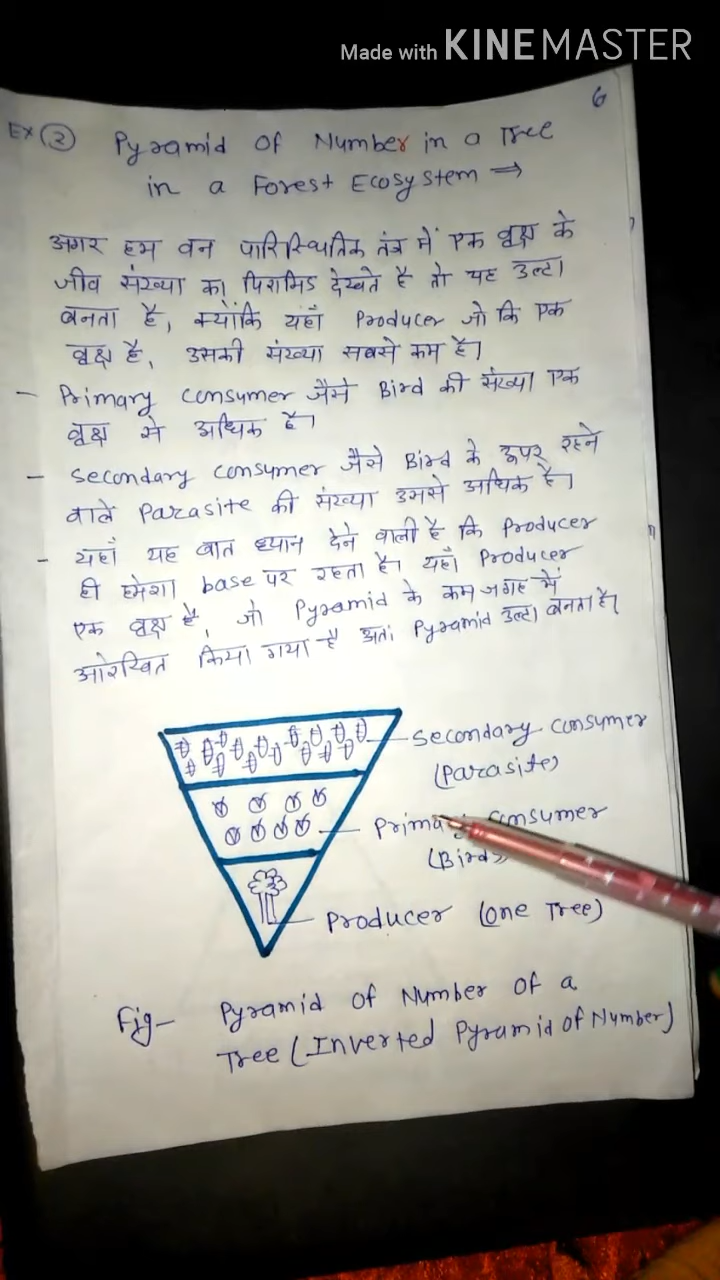 Made with KINEMASTER
6
Ex ② Pyramid of Number in a Tree
in a Forest Ecosystem ⇒
अगर हम वन पारिस्थितिक तंत्र में एक वृक्ष के
जीव संख्या का पिरामिड देखते है तो यह उल्टा
बनता है, क्योंकि यहाँ Producer जो कि एक
वृक्ष है, उसकी संख्या सबसे कम है।
- Primary consumer जैसे Bird की संख्या एक
वृक्ष से अधिक है।
- Secondary consumer जैसे Bird के ऊपर रहने
वाले Parasite की संख्या उससे अधिक है।
- यहाँ यह बात ध्यान देने वाली है कि Producer
ही हमेशा base पर रहता है। यहाँ Producer
एक वृक्ष है, जो Pyramid के कम जगह में
आरेखित किया गया है अतः Pyramid उल्टा बनता है।
Secondary consumer
(Parasite)
Primary consumer
(Bird)
Producer (one Tree)
Fig- Pyramid of Number of a
Tree (Inverted Pyramid of Number)